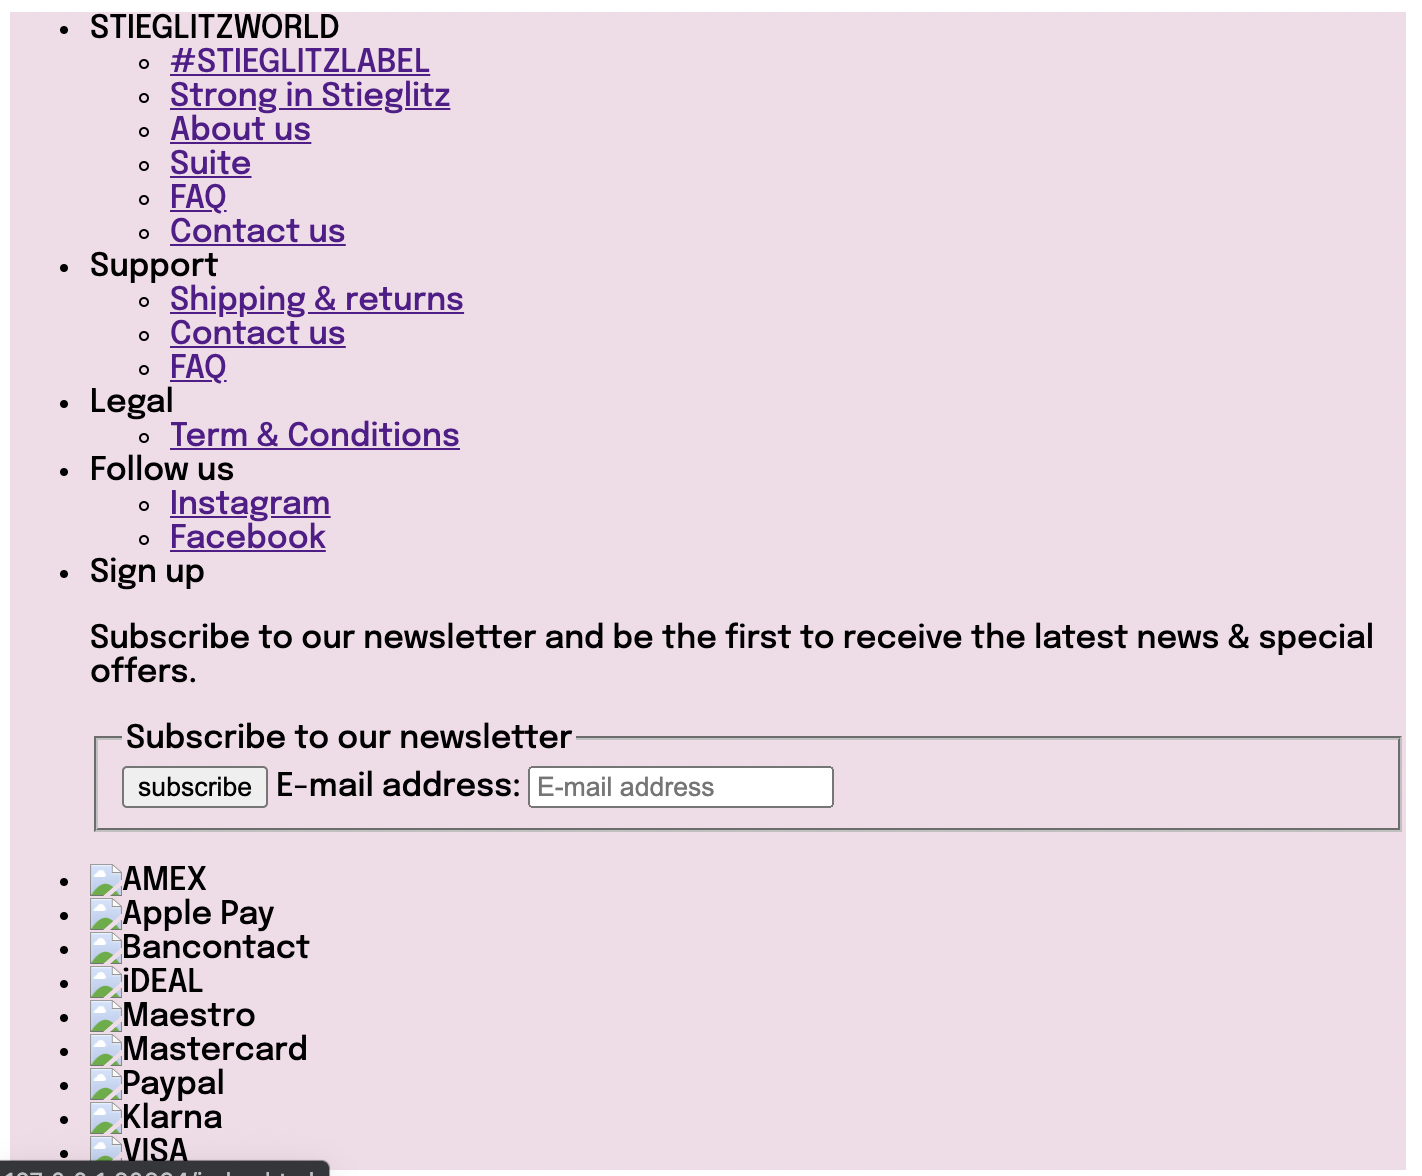 STIEGLITZWORLD
#STIEGLITZLABEL
Strong in Stieglitz
About us
Suite
FAQ
Contact us
Support
Shipping & returns
Contact us
FAQ
Legal
Term & Conditions
Follow us
Instagram
Facebook
Sign up
Subscribe to our newsletter and be the first to receive the latest news & special
offers.
Subscribe to our newsletter
subscribe E-mail address: E-mail address
AMEX
Apple Pay
Bancontact
iDEAL
Maestro
Mastercard
Paypal
Klarna
VISA